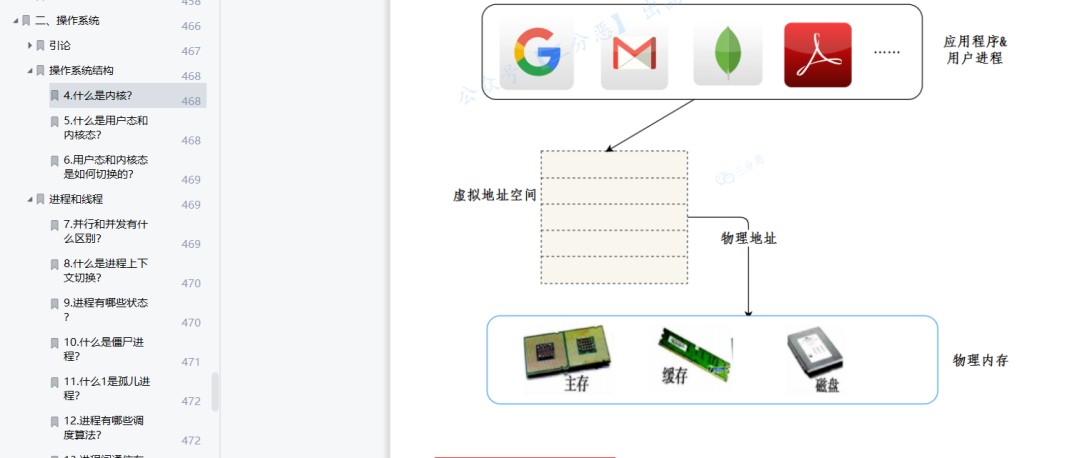 458
二、操作系统
466
引论
467
操作系统结构
468
4.什么是内核?
468
5.什么是用户态和
内核态?
468
6.用户态和内核态
是如何切换的?
469
进程和线程
469
7.并行和并发有什
么区别?
469
8.什么是进程上下
文切换?
470
9.进程有哪些状态
?
470
10.什么是僵尸进
程?
471
11.什么1是孤儿进
程?
472
12.进程有哪些调
度算法?
472
应用程序&
用户进程
……
虚拟地址空间
三分恶
物理地址
主存
缓存
磁盘
物理内存